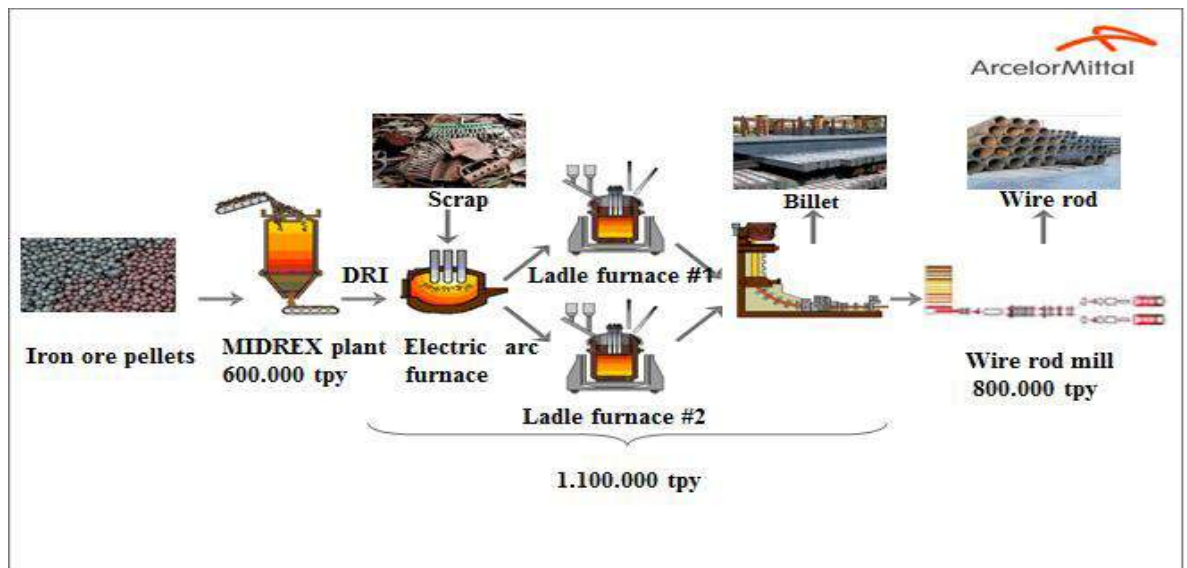 ArcelorMittal
Scrap
Billet
Wire rod
DRI
Ladle furnace #1
Iron ore pellets
MIDREX plant
600.000 tpy
Electric arc
furnace
Wire rod mill
800.000 tpy
Ladle furnace #2
1.100.000 tpy